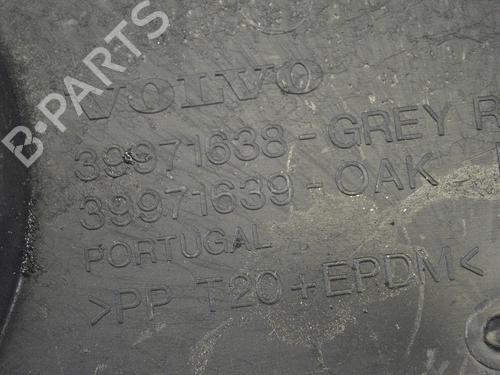 B-PARTS
VOLVO
39971638-GREY R
39971639-OAK
PORTUGAL
>PP T20+EPDM<